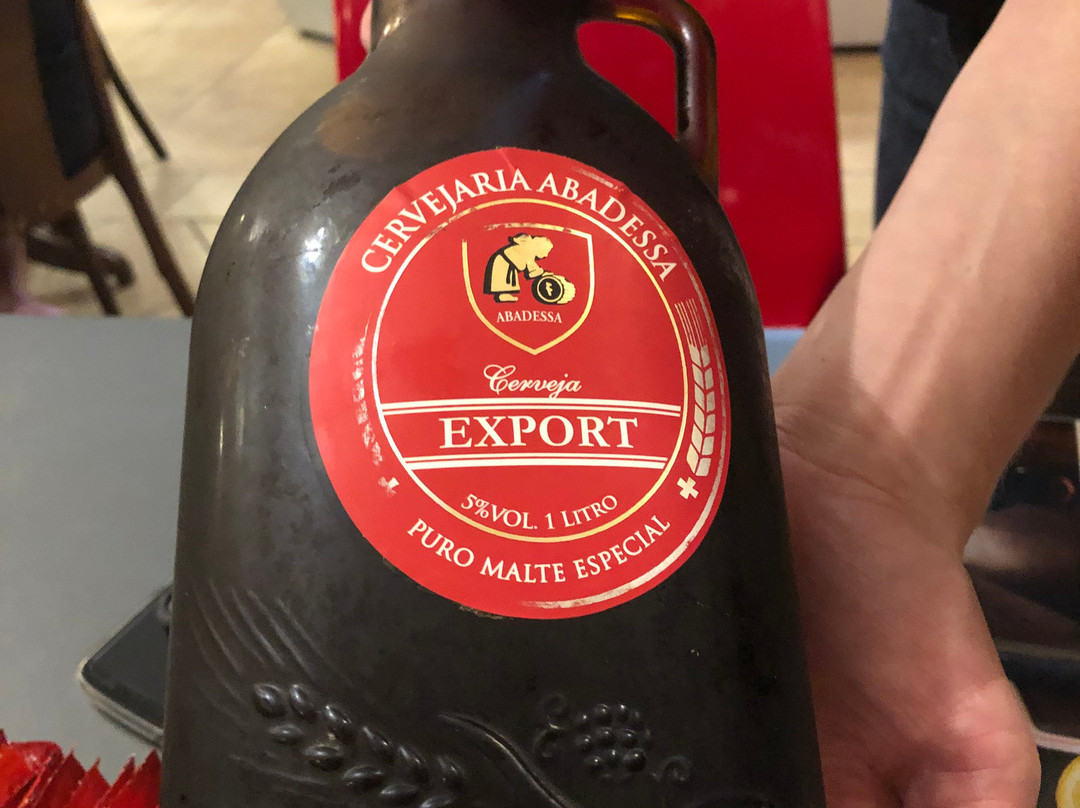 CERVEJARIA ABADESSA
ABADESSA
Cerveja
EXPORT
5%VOL. 1 LITRO
PURO MALTE ESPECIAL